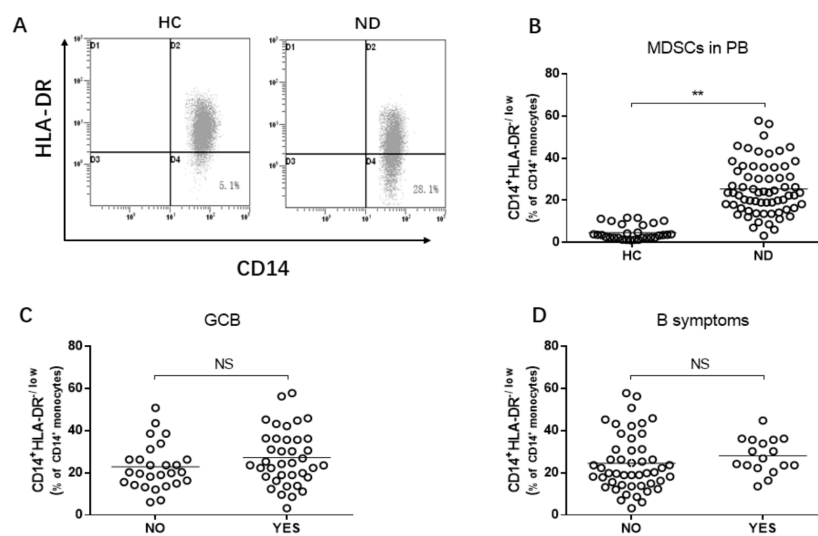 A
HC
ND
HLA-DR
D1
D2
D3
D4
5.1%
D1
D2
D3
D4
28.1%
CD14
B
MDSCs in PB
CD14⁺HLA-DR⁻/ low
(% of CD14⁺ monocytes)
80
60
40
20
0
**
HC
ND
C
GCB
CD14⁺HLA-DR⁻/ low
(% of CD14⁺ monocytes)
80
60
40
20
0
NS
NO
YES
D
B symptoms
CD14⁺HLA-DR⁻/ low
(% of CD14⁺ monocytes)
80
60
40
20
0
NS
NO
YES